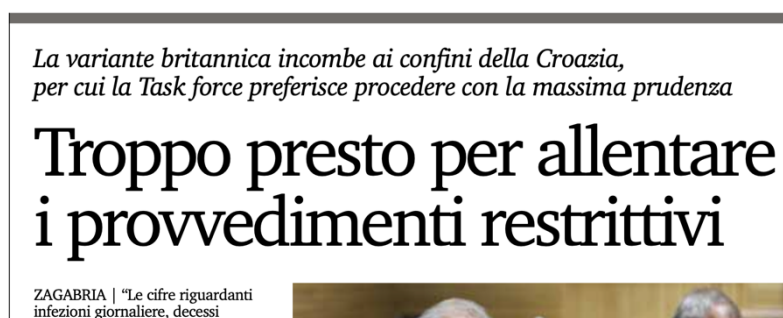 La variante britannica incombe ai confini della Croazia,
per cui la Task force preferisce procedere con la massima prudenza
Troppo presto per allentare
i provvedimenti restrittivi
ZAGABRIA | “Le cifre riguardanti
infezioni giornaliere, decessi